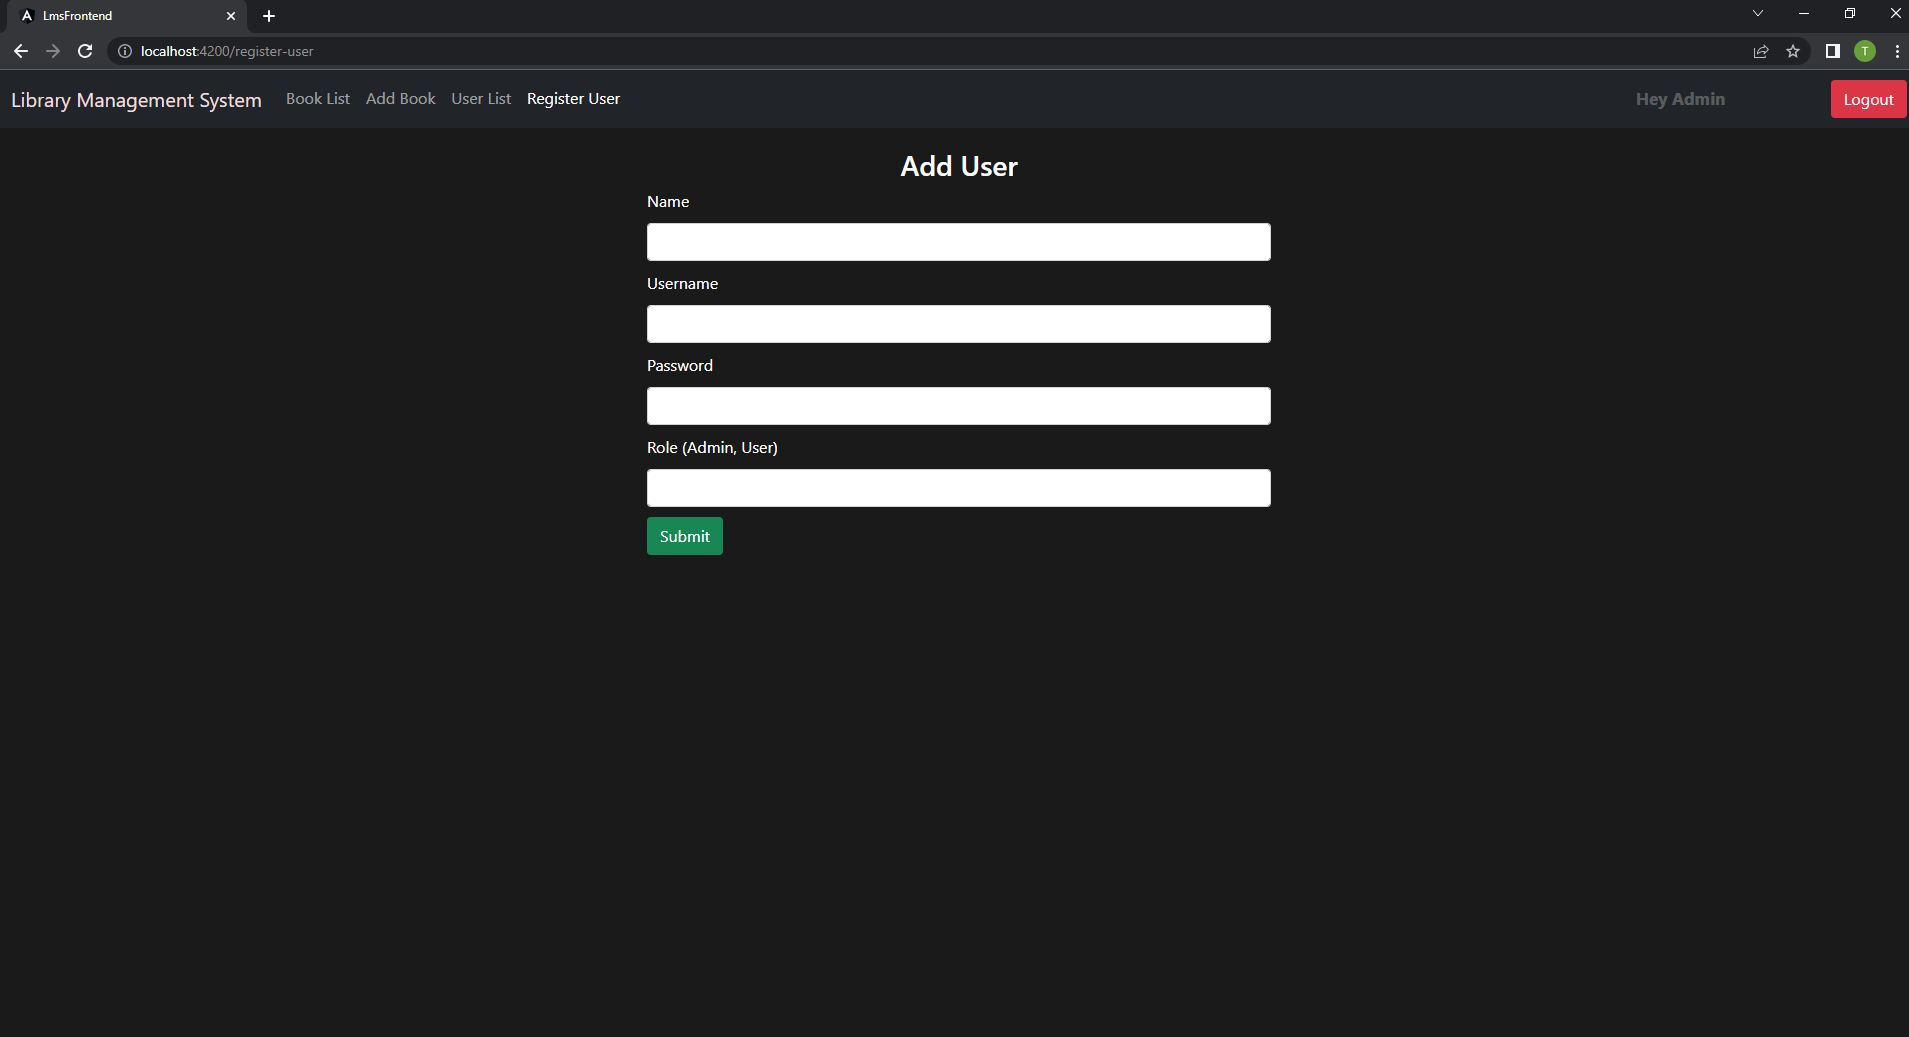 LmsFrontend
localhost:4200/register-user
T
Library Management System Book List Add Book User List Register User Hey Admin Logout
Add User
Name
Username
Password
Role (Admin, User)
Submit